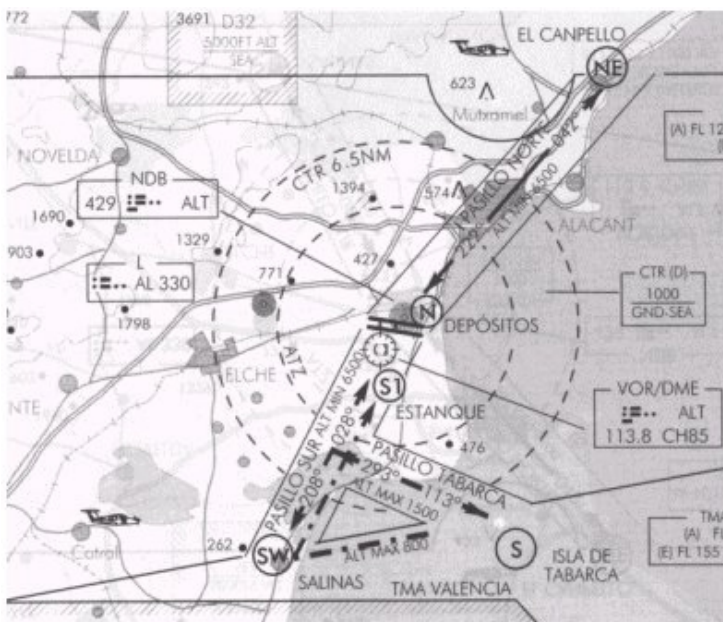 772
3691
D32
5000FT ALT
SEA
EL CANPELLO
NE
623
Mutxamel
NOVELDA
CTR 6.5NM
NDB
429 ALT
1394
574
PASILLO NORTE
042°
ALT MIN 6500
222°
ALACANT
1690
903
1329
427
L
AL 330
771
CTR (D)
1000
GND-SEA
1798
N
DEPÓSITOS
ATZ
ELCHE
NTE
S1
ESTANQUE
VOR/DME
ALT
113.8 CH85
476
PASILLO SUR ALT MIN 6500
028°
208°
PASILLO TABARCA
293°
113°
ALT MAX 1500
Catral
262
SW
SALINAS
ALT MAX 800
S
ISLA DE
TABARCA
TMA VALENCIA
TMA
(A) FL
(E) FL 155
(A) FL 12